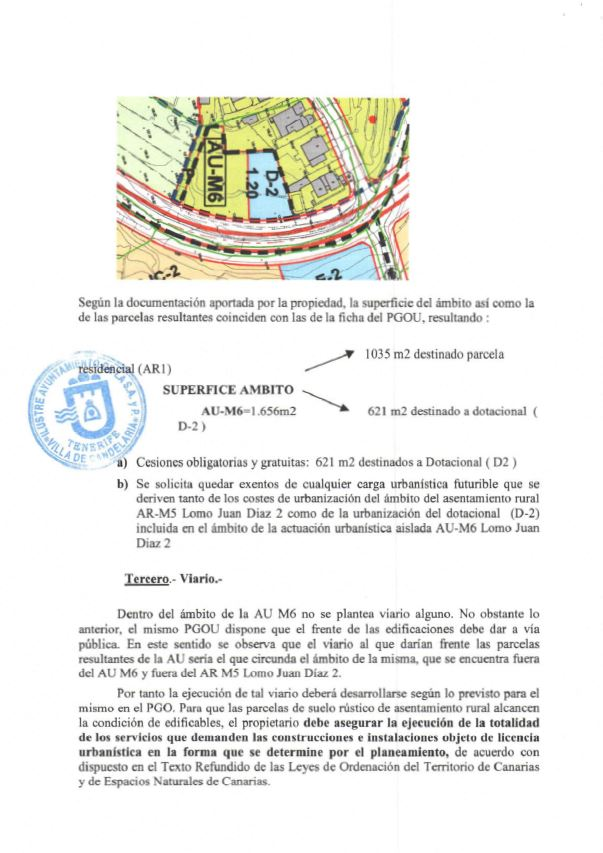 AU-M6
D-2
1.20
UC-2
E-2
Según la documentación aportada por la propiedad, la superficie del ámbito así como la
de las parcelas resultantes coinciden con las de la ficha del PGOU, resultando :
1035 m2 destinado parcela
residencial (AR1)
SUPERFICE AMBITO
AU-M6=1.656m2
621 m2 destinado a dotacional (
D-2 )
ILUSTRE AYUNTAMIENTO DE LA S.A. y P.
TENERIFE
VILLA DE CANDELARIA
a) Cesiones obligatorias y gratuitas: 621 m2 destinados a Dotacional ( D2 )
b) Se solicita quedar exentos de cualquier carga urbanística futurible que se
deriven tanto de los costes de urbanización del ámbito del asentamiento rural
AR-M5 Lomo Juan Diaz 2 como de la urbanización del dotacional (D-2)
incluida en el ámbito de la actuación urbanística aislada AU-M6 Lomo Juan
Diaz 2
Tercero.- Viario.-
Dentro del ámbito de la AU M6 no se plantea viario alguno. No obstante lo
anterior, el mismo PGOU dispone que el frente de las edificaciones debe dar a vía
pública. En este sentido se observa que el viario al que darían frente las parcelas
resultantes de la AU sería el que circunda el ámbito de la misma, que se encuentra fuera
del AU M6 y fuera del AR M5 Lomo Juan Díaz 2.
Por tanto la ejecución de tal viario deberá desarrollarse según lo previsto para el
mismo en el PGO. Para que las parcelas de suelo rústico de asentamiento rural alcancen
la condición de edificables, el propietario debe asegurar la ejecución de la totalidad
de los servicios que demanden las construcciones e instalaciones objeto de licencia
urbanística en la forma que se determine por el planeamiento, de acuerdo con
dispuesto en el Texto Refundido de las Leyes de Ordenación del Territorio de Canarias
y de Espacios Naturales de Canarias.